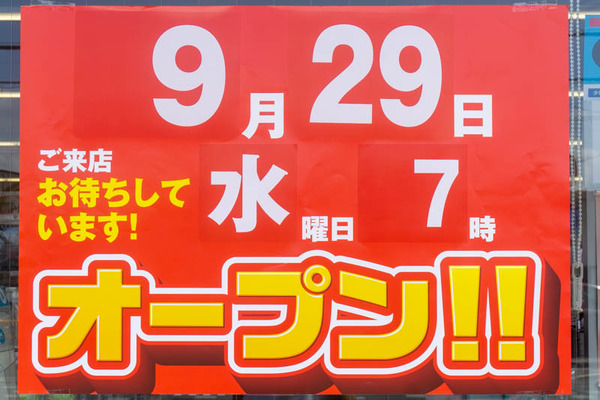 9月29日
ご来店
お待ちして
います!
水曜日 7時
オープン!!